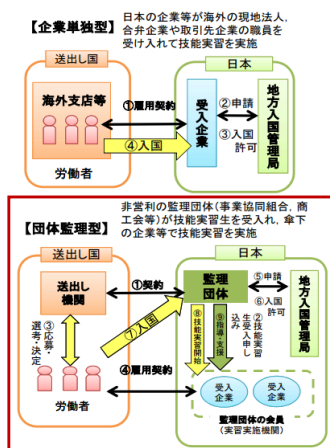 【企業単独型】
日本の企業等が海外の現地法人,
合弁企業や取引先企業の職員を
受け入れて技能実習を実施
送出し国
日本
海外支店等
①雇用契約
④入国
労働者
受入企業
②申請
③入国
許可
地方入国管理局
【団体監理型】
非営利の監理団体(事業協同組合, 商
工会等)が技能実習生を受入れ, 傘下
の企業等で技能実習を実施
送出し国
日本
送出し
機関
①契約
監理
団体
⑤申請
⑥入国
許可
地方入国管理局
③応募・
選考・決定
⑦入国
⑧技能実習開始
⑨指導・支援
②技能実習
生受入申し
込み
④雇用契約
労働者
受入
企業
受入
企業
監理団体の会員
(実習実施機関)